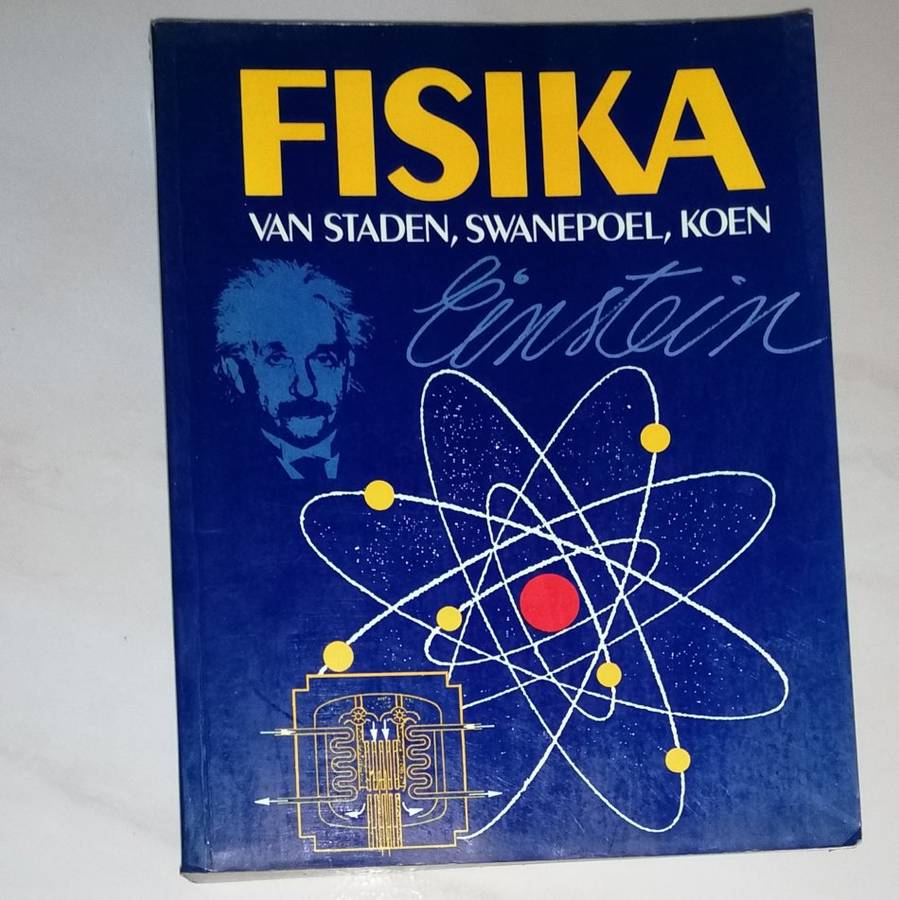 FISIKA
VAN STADEN, SWANEPOEL, KOEN
Einstein